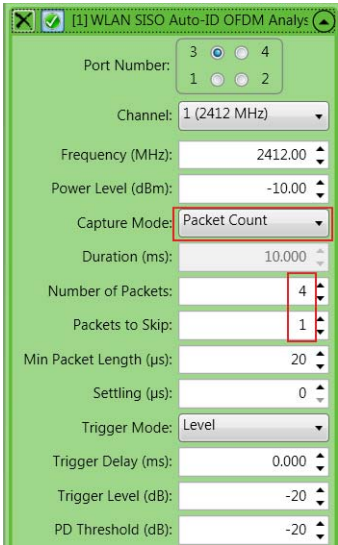 [1] WLAN SISO Auto-ID OFDM Analys
Port Number: 3 4
1 2
Channel: 1 (2412 MHz)
Frequency (MHz): 2412.00
Power Level (dBm): -10.00
Capture Mode: Packet Count
Duration (ms): 10.000
Number of Packets: 4
Packets to Skip: 1
Min Packet Length (µs): 20
Settling (µs): 0
Trigger Mode: Level
Trigger Delay (ms): 0.000
Trigger Level (dB): -20
PD Threshold (dB): -20